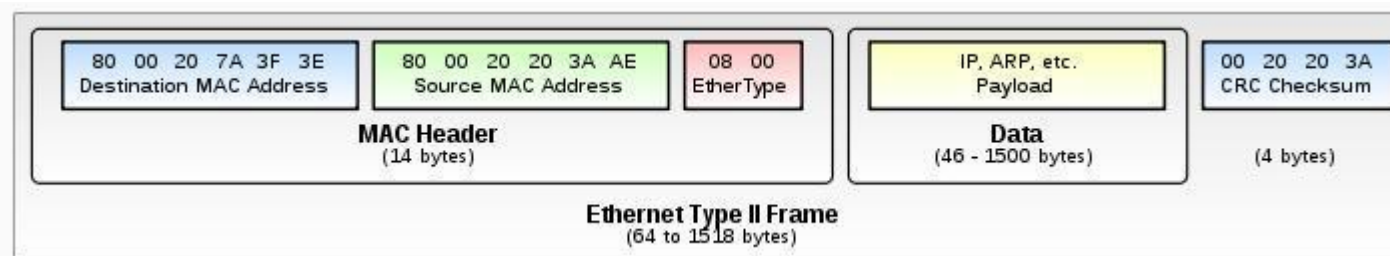 80 00 20 7A 3F 3E
Destination MAC Address
80 00 20 20 3A AE
Source MAC Address
08 00
EtherType
MAC Header
(14 bytes)
IP, ARP, etc.
Payload
Data
(46 - 1500 bytes)
00 20 20 3A
CRC Checksum
(4 bytes)
Ethernet Type II Frame
(64 to 1518 bytes)